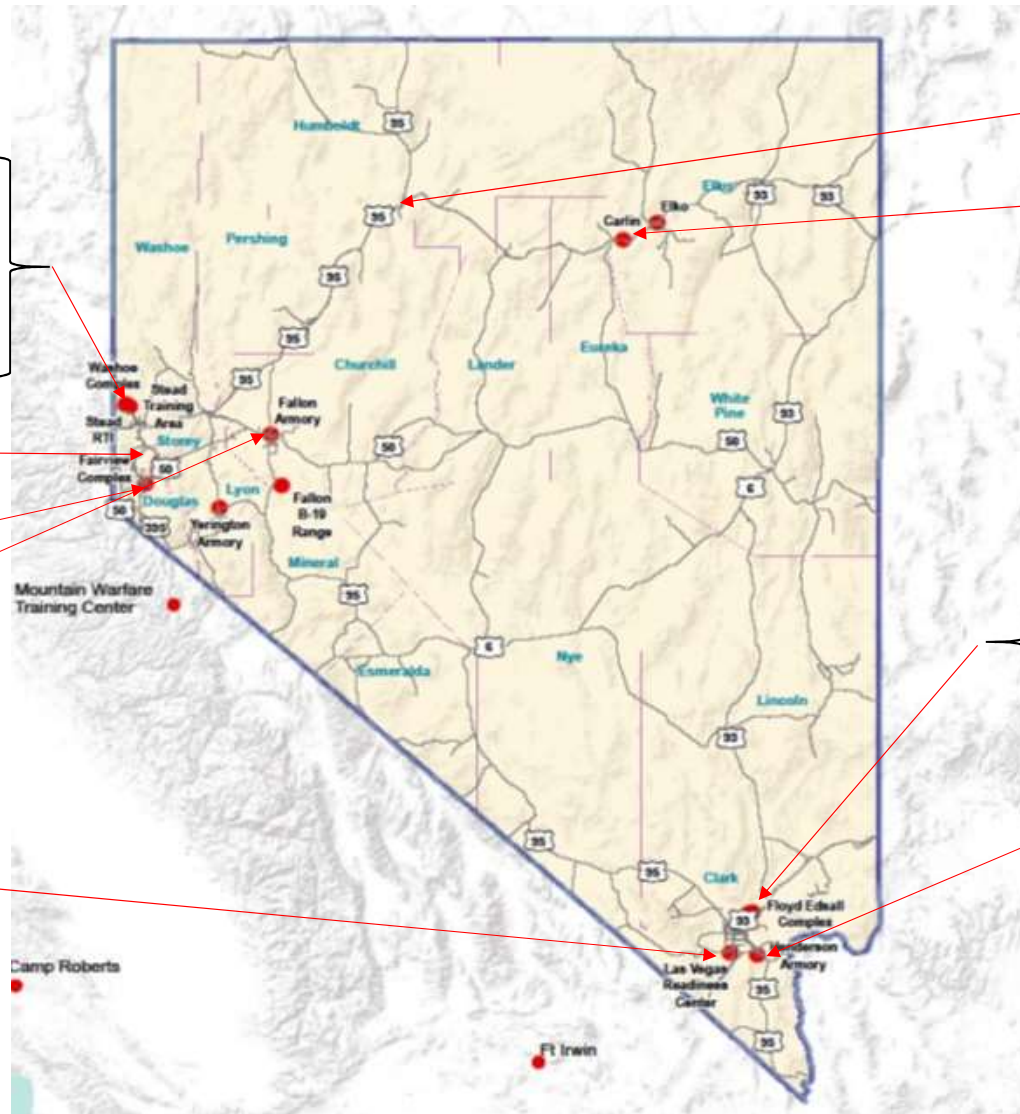 95
Humboldt
95
Elko
93
93
Elko
Carlin
Pershing
Washoe
95
95
Churchill
Lander
Eureka
Washoe
Complex
Stead
Training
Area
Stead
RTI
95
Fallon
Armory
White
Pine
93
Storey
50
50
Fairview
Complex
50
6
Douglas
Lyon
Fallon
B-19
Range
Yerington
Armory
50
395
Mineral
95
Mountain Warfare
Training Center
6
Nye
Esmeralda
Lincoln
93
95
95
Clark
93
Floyd Edsall
Complex
Henderson
Armory
Las Vegas
Readiness
Center
95
95
Camp Roberts
Ft Irwin